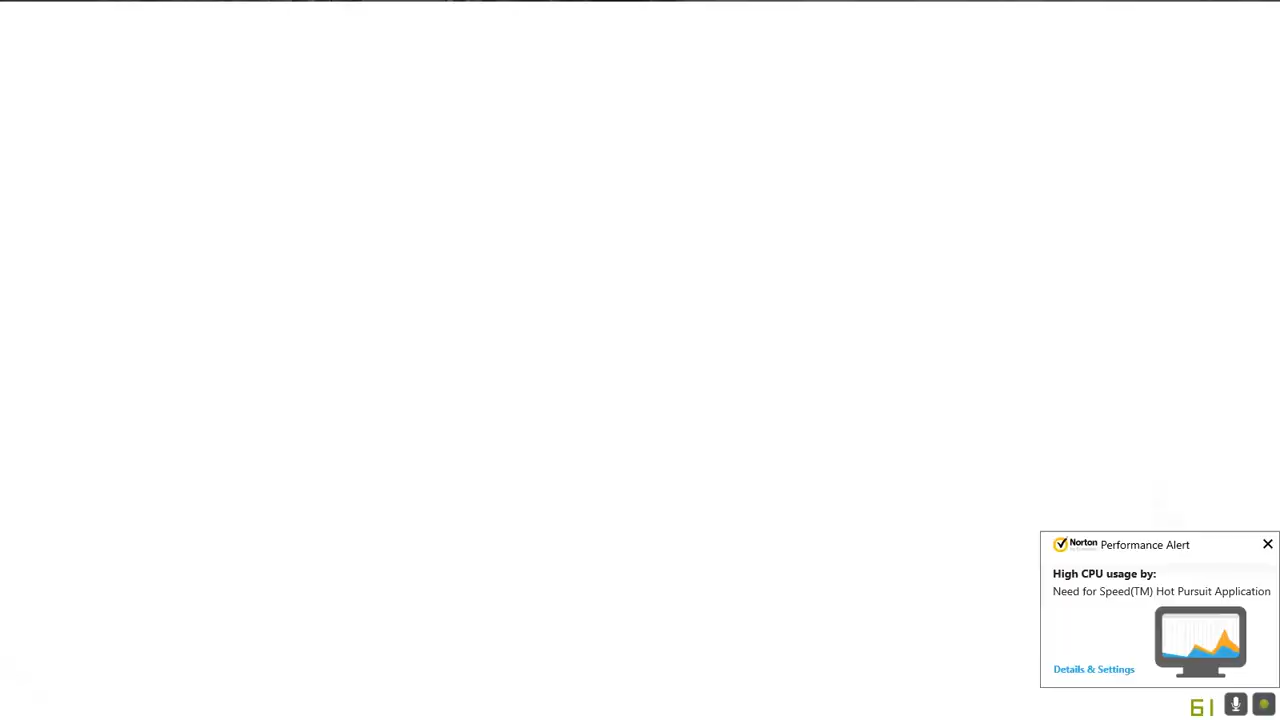 Norton Performance Alert
High CPU usage by:
Need for Speed(TM) Hot Pursuit Application
Details & Settings
61